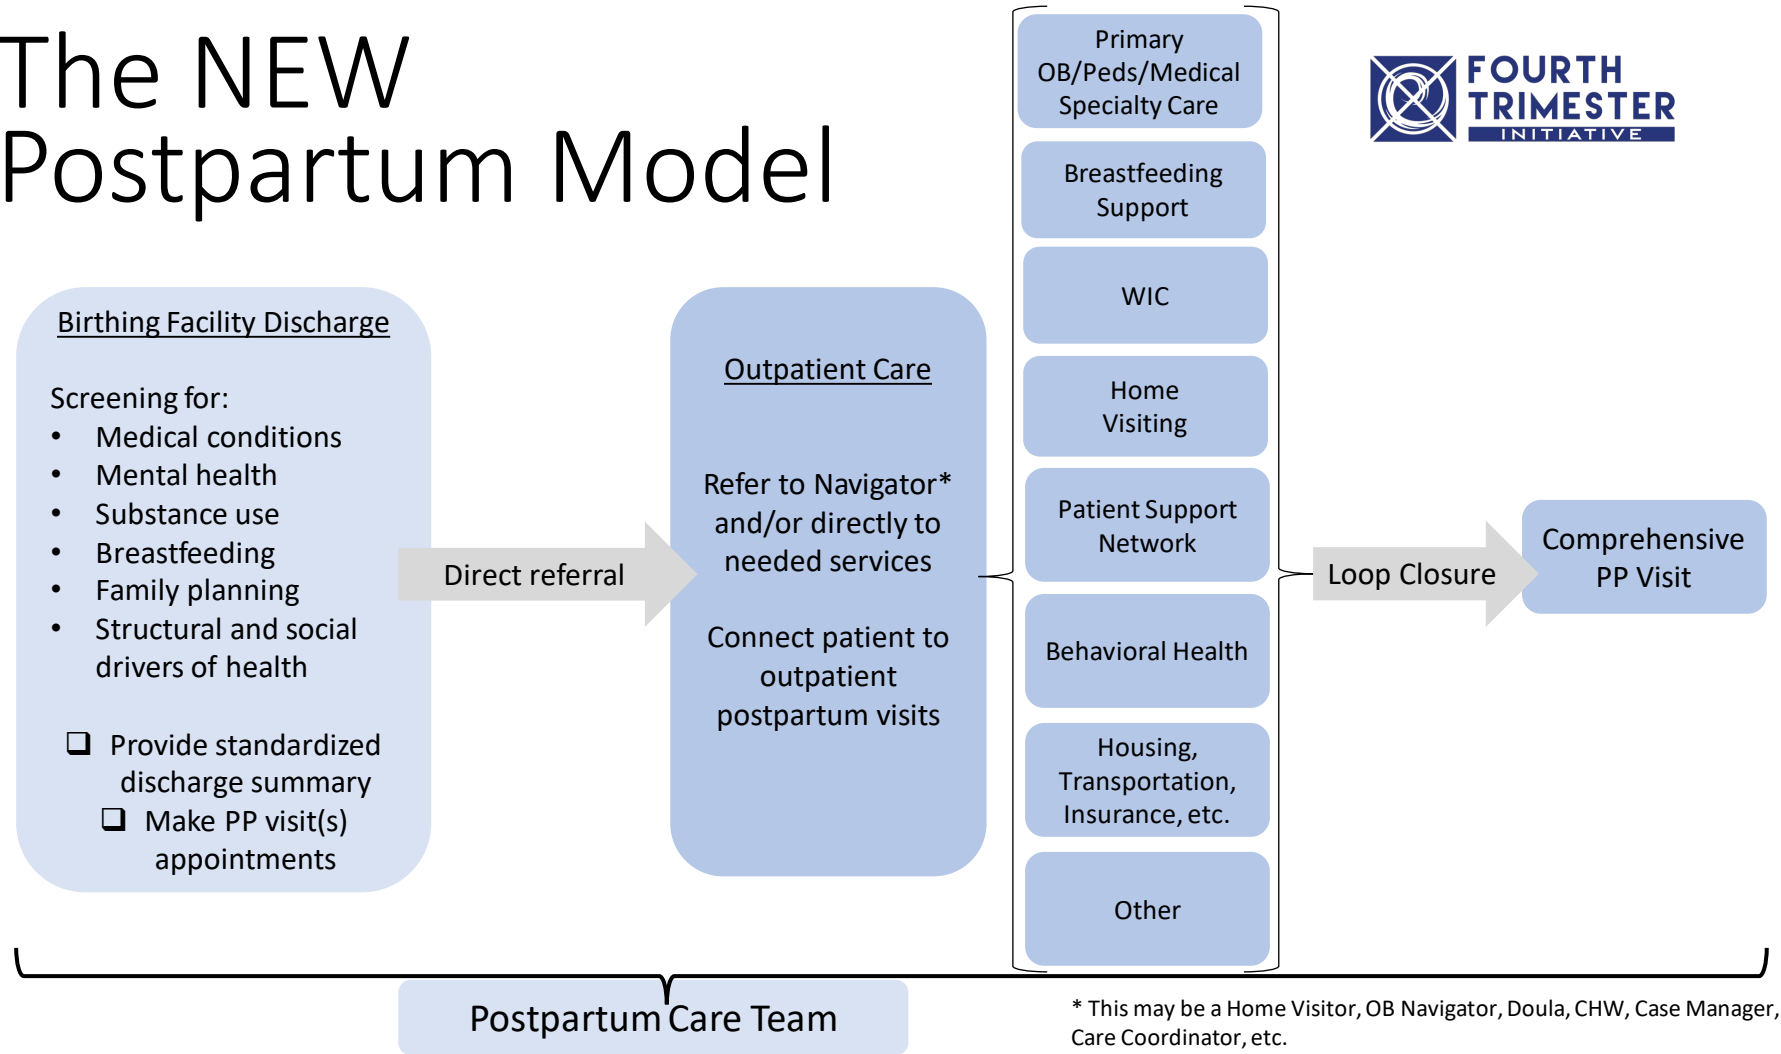 The NEW
Postpartum Model
FOURTH
TRIMESTER
INITIATIVE
Birthing Facility Discharge
Screening for:
• Medical conditions
• Mental health
• Substance use
• Breastfeeding
• Family planning
• Structural and social
drivers of health
❑ Provide standardized
discharge summary
❑ Make PP visit(s)
appointments
Direct referral
Outpatient Care
Refer to Navigator*
and/or directly to
needed services
Connect patient to
outpatient
postpartum visits
Primary
OB/Peds/Medical
Specialty Care
Breastfeeding
Support
WIC
Home
Visiting
Patient Support
Network
Behavioral Health
Housing,
Transportation,
Insurance, etc.
Other
Loop Closure
Comprehensive
PP Visit
Postpartum Care Team
* This may be a Home Visitor, OB Navigator, Doula, CHW, Case Manager,
Care Coordinator, etc.